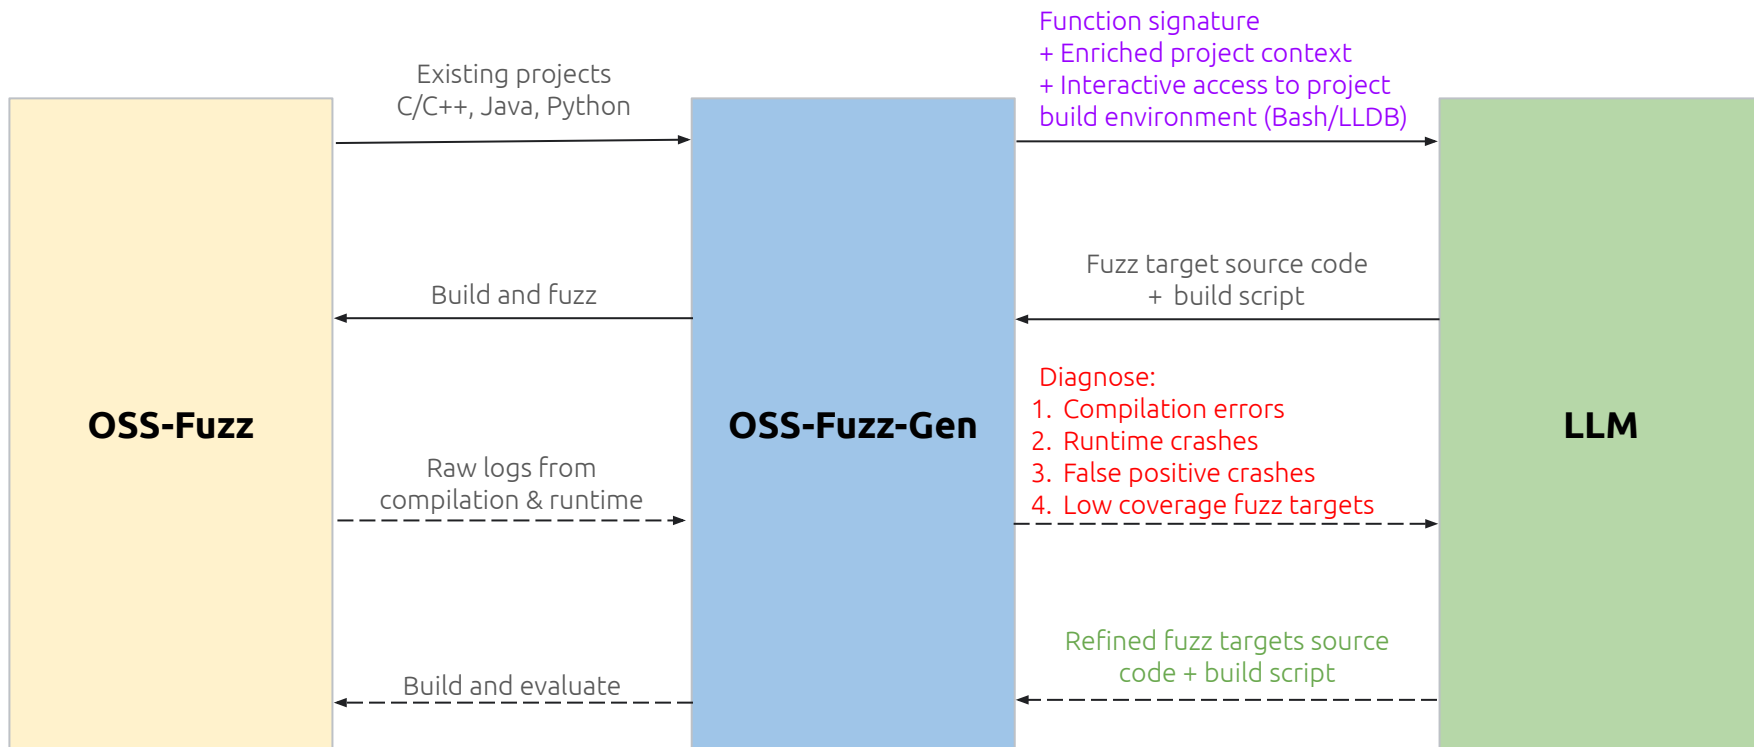 Function signature
+ Enriched project context
+ Interactive access to project
build environment (Bash/LLDB)
Existing projects
C/C++, Java, Python
Fuzz target source code
+ build script
Build and fuzz
Diagnose:
1. Compilation errors
2. Runtime crashes
3. False positive crashes
4. Low coverage fuzz targets
OSS-Fuzz
OSS-Fuzz-Gen
LLM
Raw logs from
compilation & runtime
Refined fuzz targets source
code + build script
Build and evaluate